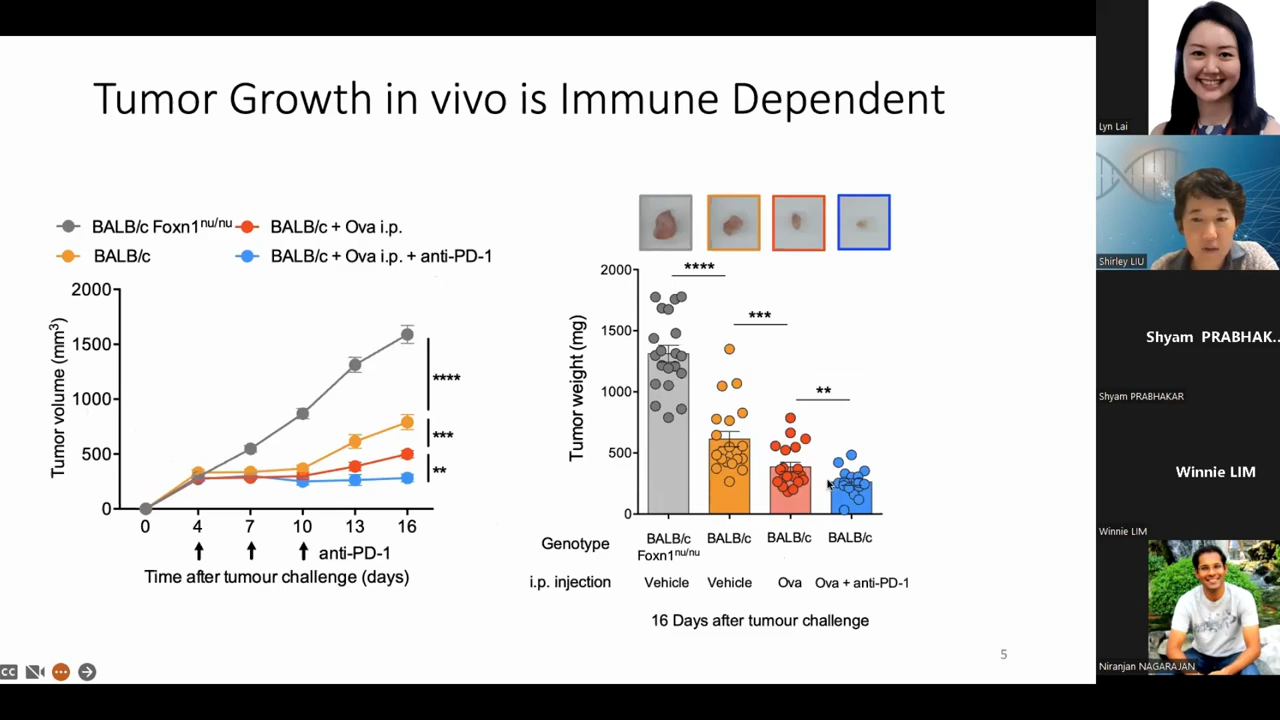 Tumor Growth in vivo is Immune Dependent
BALB/c Foxn1nu/nu
BALB/c + Ova i.p.
BALB/c
BALB/c + Ova i.p. + anti-PD-1
2000
1500
1000
500
0
Tumor volume (mm3)
****
***
**
0 4 7 10 13 16
anti-PD-1
Time after tumour challenge (days)
2000
1500
1000
500
0
Tumor weight (mg)
****
***
**
Genotype
BALB/c Foxn1nu/nu
BALB/c
BALB/c
BALB/c
i.p. injection
Vehicle
Vehicle
Ova
Ova + anti-PD-1
16 Days after tumour challenge
5
CC
Lyn Lai
Shirley LIU
Shyam PRABHAK...
Shyam PRABHAKAR
Winnie LIM
Winnie LIM
Niranjan NAGARAJAN